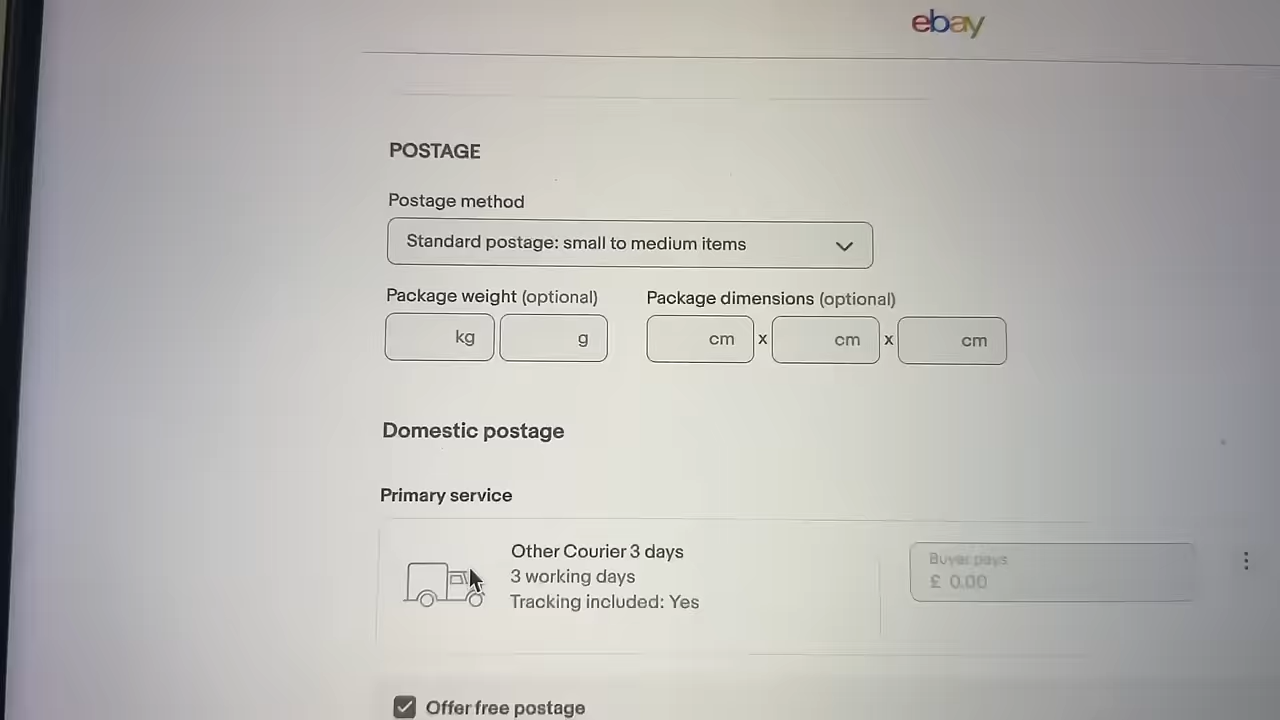 ebay
POSTAGE
Postage method
Standard postage: small to medium items
Package weight (optional)
Package dimensions (optional)
kg
g
cm x cm x cm
Domestic postage
Primary service
Other Courier 3 days
3 working days
Tracking included: Yes
Buyer pays
£ 0.00
Offer free postage